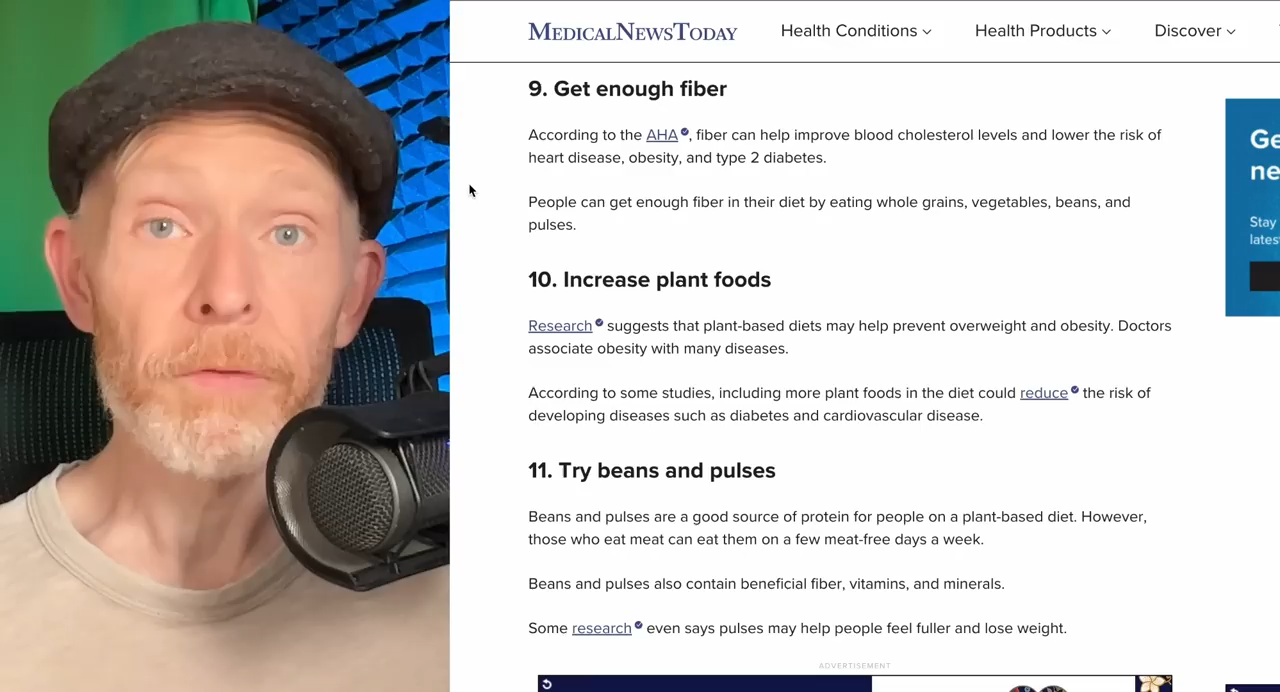 MEDICALNEWSTODAY Health Conditions Health Products Discover
9. Get enough fiber
According to the AHA, fiber can help improve blood cholesterol levels and lower the risk of
heart disease, obesity, and type 2 diabetes.
People can get enough fiber in their diet by eating whole grains, vegetables, beans, and
pulses.
10. Increase plant foods
Research suggests that plant-based diets may help prevent overweight and obesity. Doctors
associate obesity with many diseases.
According to some studies, including more plant foods in the diet could reduce the risk of
developing diseases such as diabetes and cardiovascular disease.
11. Try beans and pulses
Beans and pulses are a good source of protein for people on a plant-based diet. However,
those who eat meat can eat them on a few meat-free days a week.
Beans and pulses also contain beneficial fiber, vitamins, and minerals.
Some research even says pulses may help people feel fuller and lose weight.
ADVERTISEMENT
Ge
ne
Stay
lates